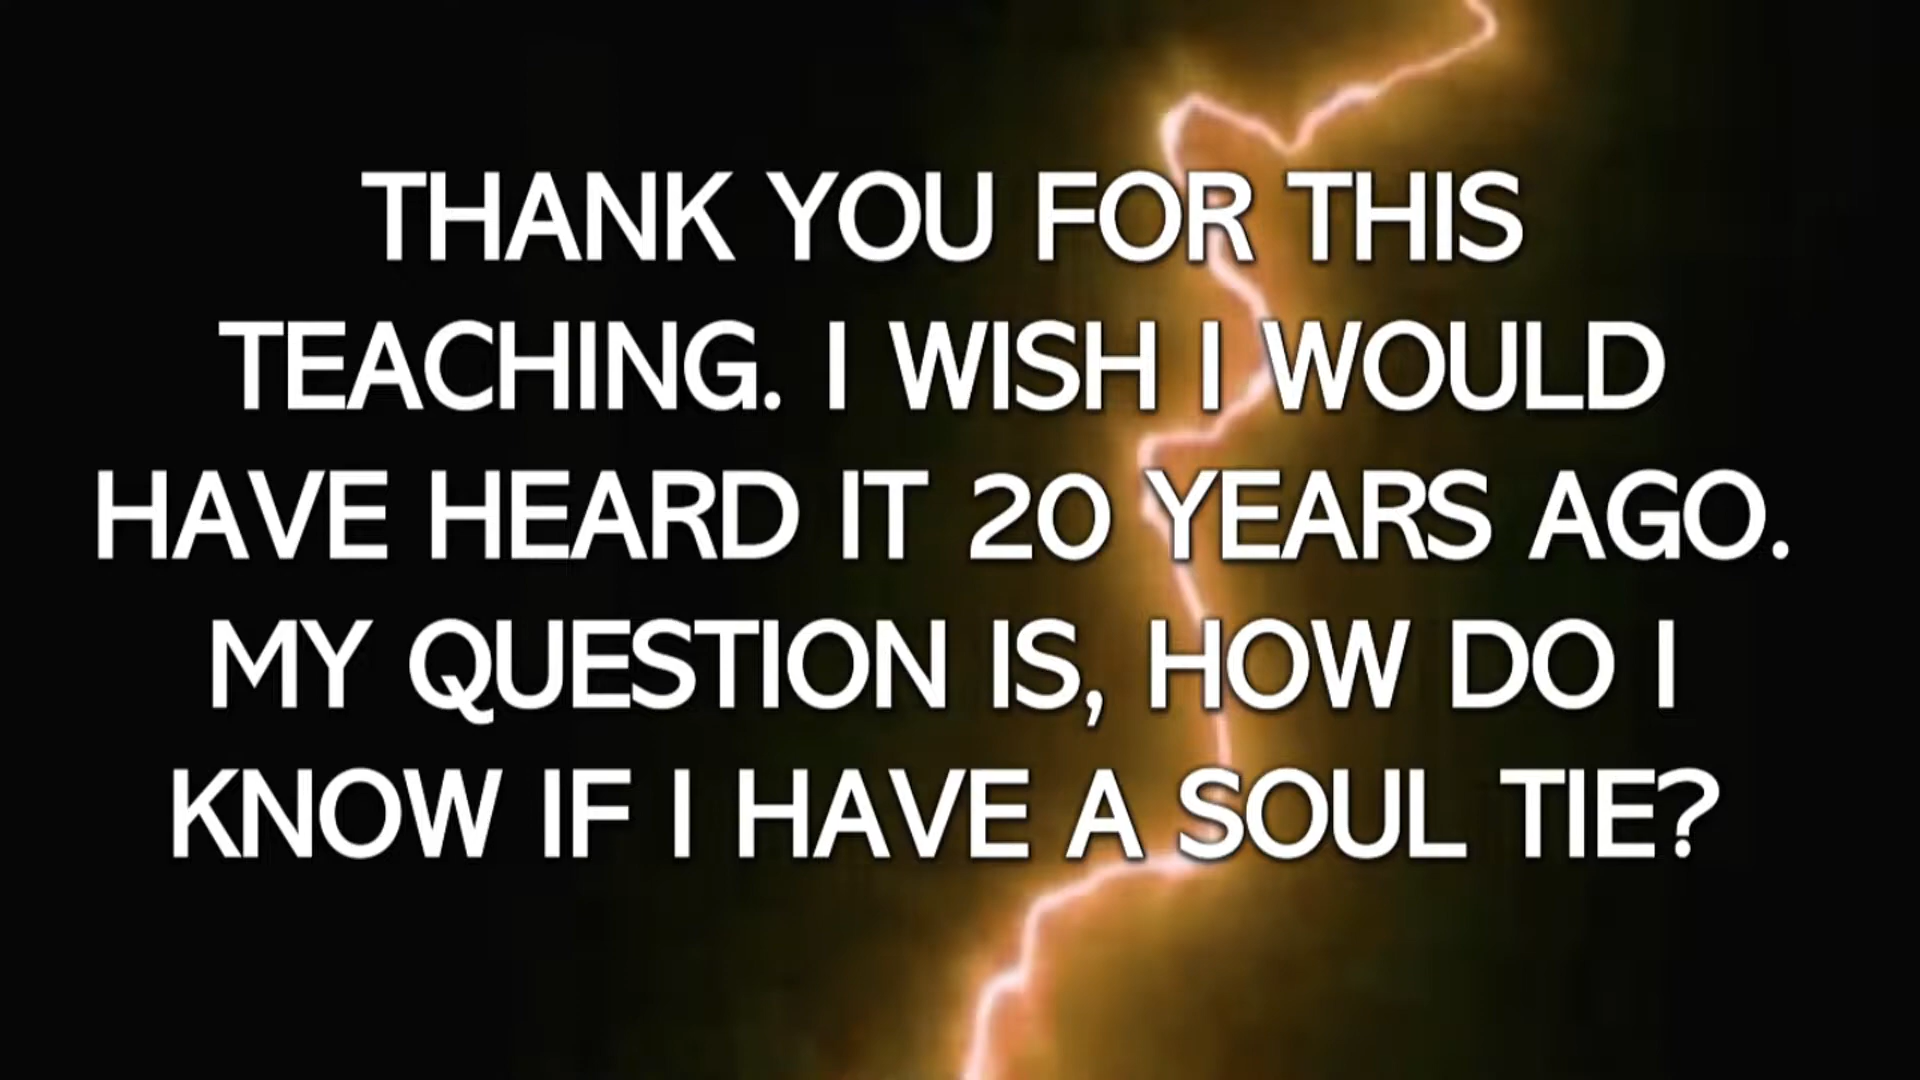 THANK YOU FOR THIS
TEACHING. I WISH I WOULD
HAVE HEARD IT 20 YEARS AGO.
MY QUESTION IS, HOW DO I
KNOW IF I HAVE A SOUL TIE?